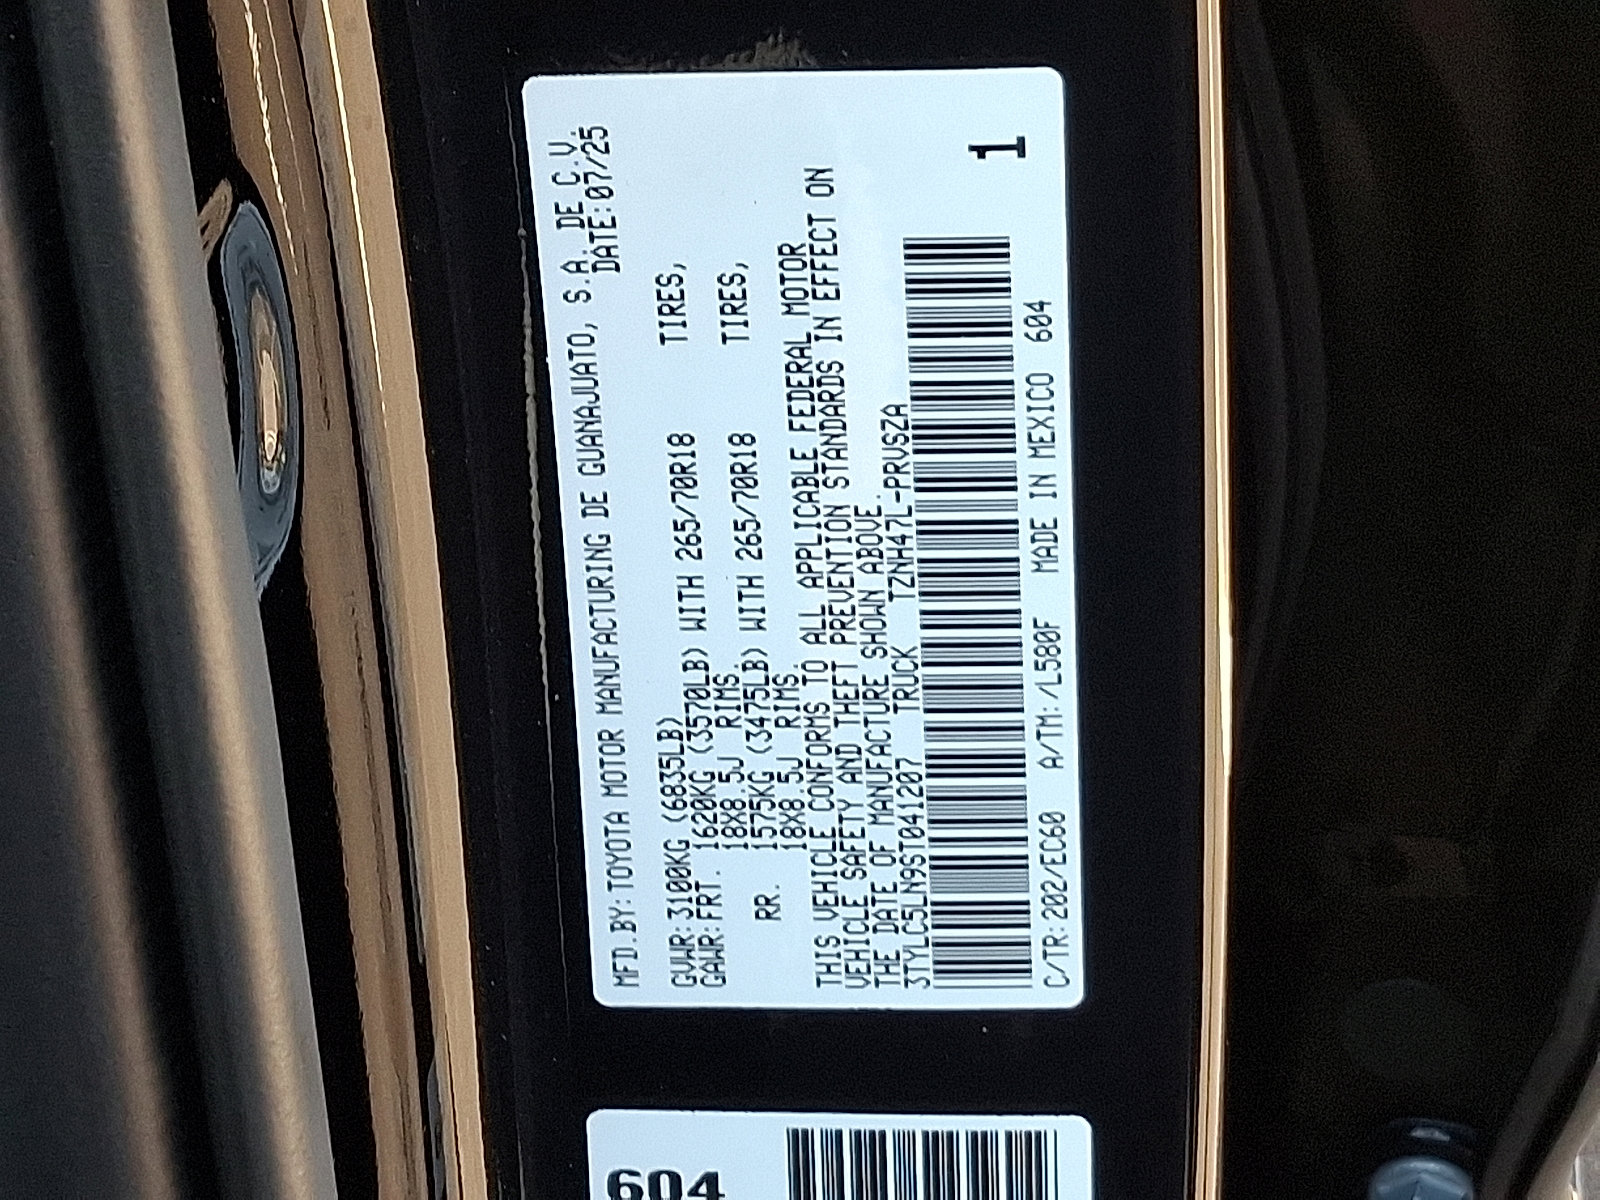 MFD.BY:TOYOTA MOTOR MANUFACTURING DE GUANAJUATO, S.A. DE C.V.
DATE:07/25
GVWR:3100KG (6835LB)
GAWR:FRT. 1620KG (3570LB) WITH 265/70R18 TIRES,
18X8.5J RIMS.
RR. 1575KG (3475LB) WITH 265/70R18 TIRES,
18X8.5J RIMS.
THIS VEHICLE CONFORMS TO ALL APPLICABLE FEDERAL MOTOR
VEHICLE SAFETY AND THEFT PREVENTION STANDARDS IN EFFECT ON
THE DATE OF MANUFACTURE SHOWN ABOVE.
3TYLC5LN9ST041207 TRUCK TZNH47L-PRVSZA
1
C/TR:202/EC60 A/TM:/L580F MADE IN MEXICO 604
604